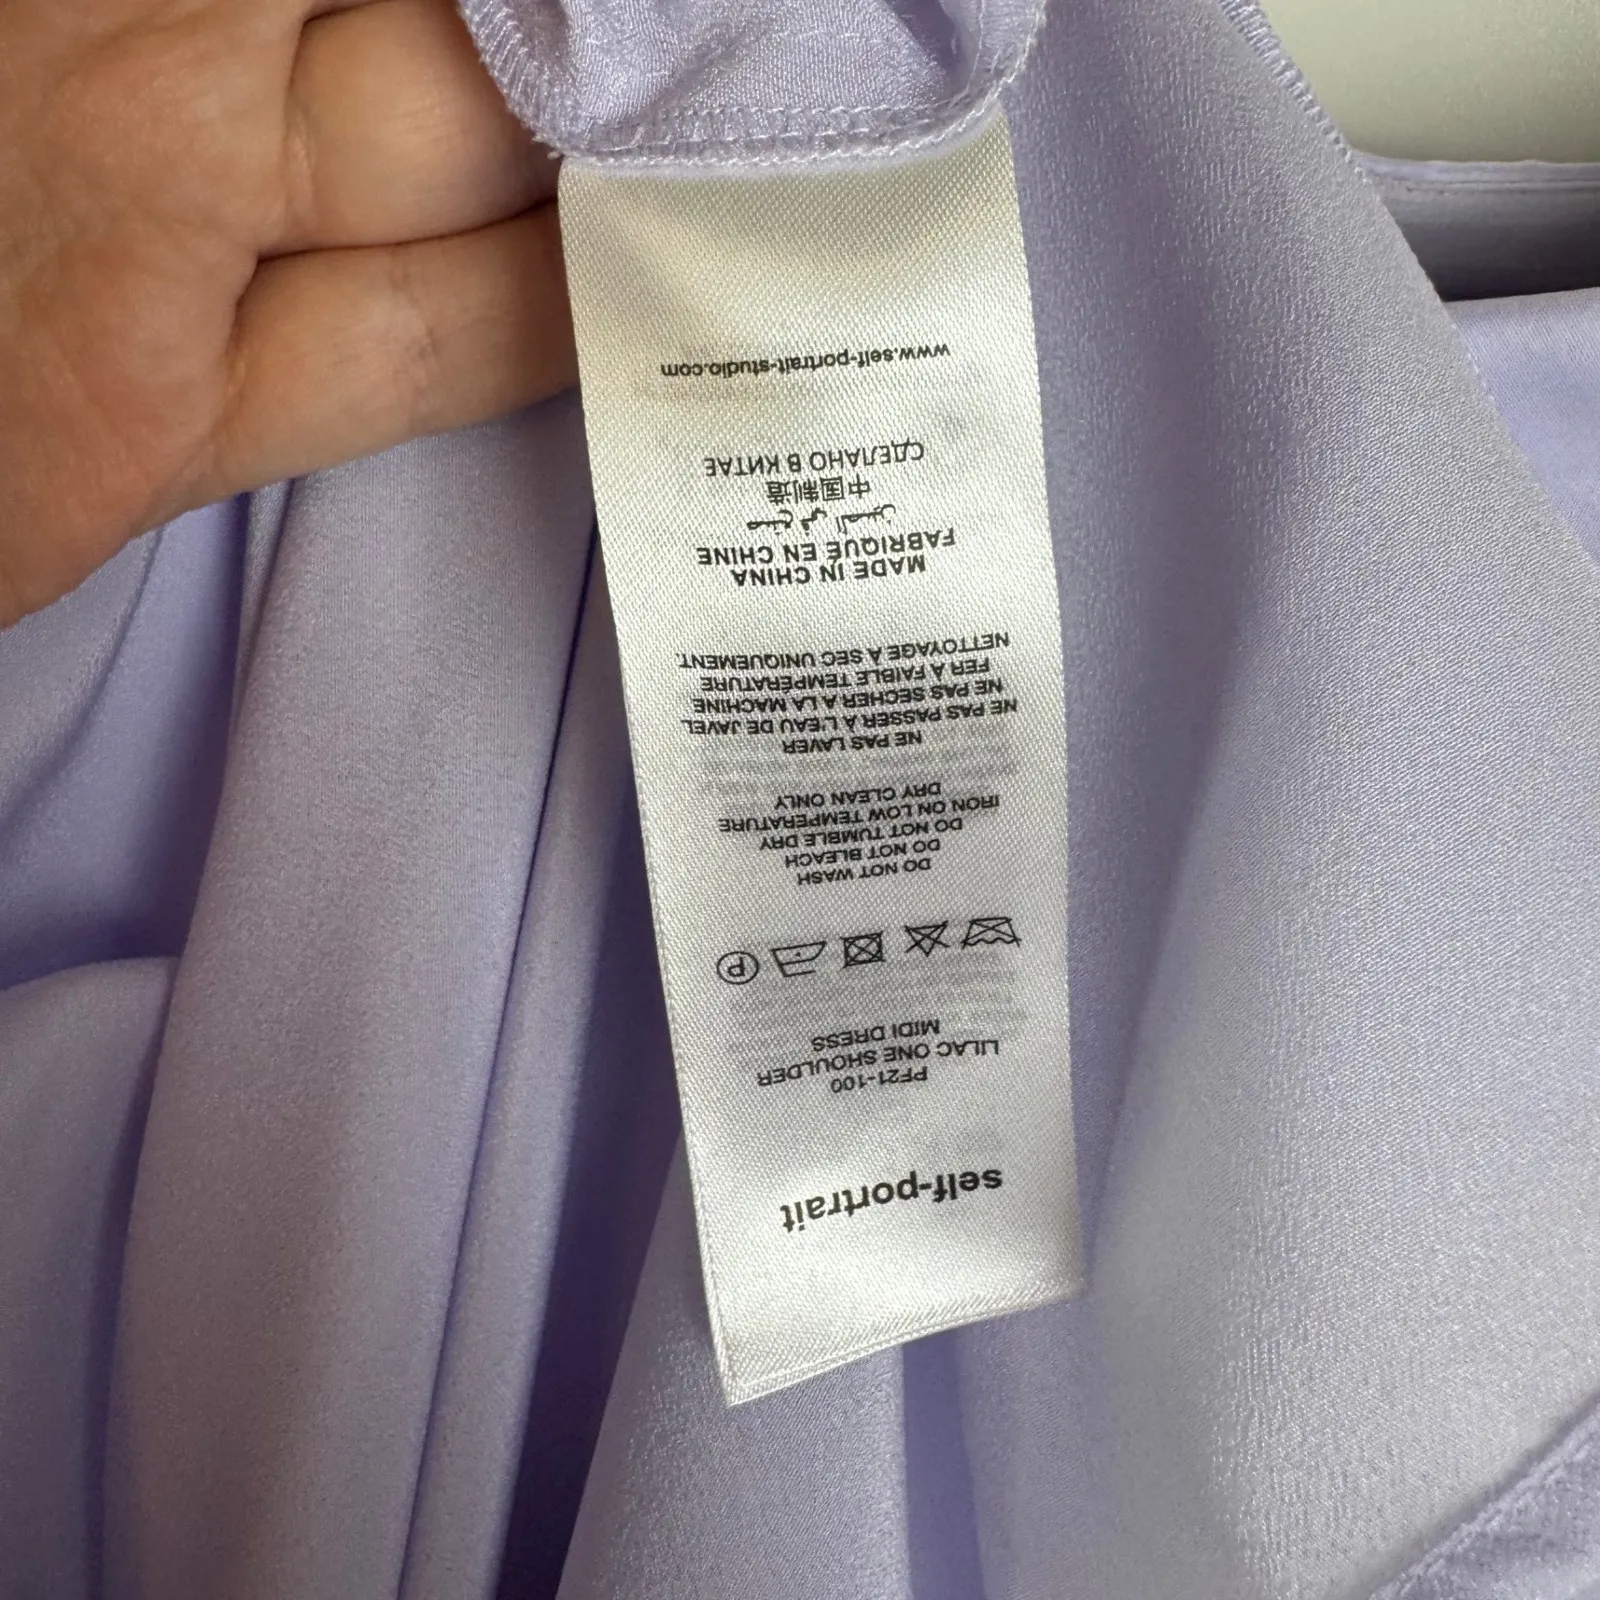 self-portrait
PF21-100
LILAC ONE SHOULDER
MIDI DRESS
P
DO NOT WASH
DO NOT BLEACH
DO NOT TUMBLE DRY
IRON ON LOW TEMPERATURE
DRY CLEAN ONLY
NE PAS LAVER
NE PAS PASSER A L'EAU DE JAVEL
NE PAS SECHER A LA MACHINE
FER A FAIBLE TEMPÉRATURE
NETTOYAGE A SEC UNIQUEMENT.
MADE IN CHINA
FABRIQUE EN CHINE
صنع في الصين
中国制造
СДЕЛАНО В КИТАЕ
www.self-portrait-studio.com